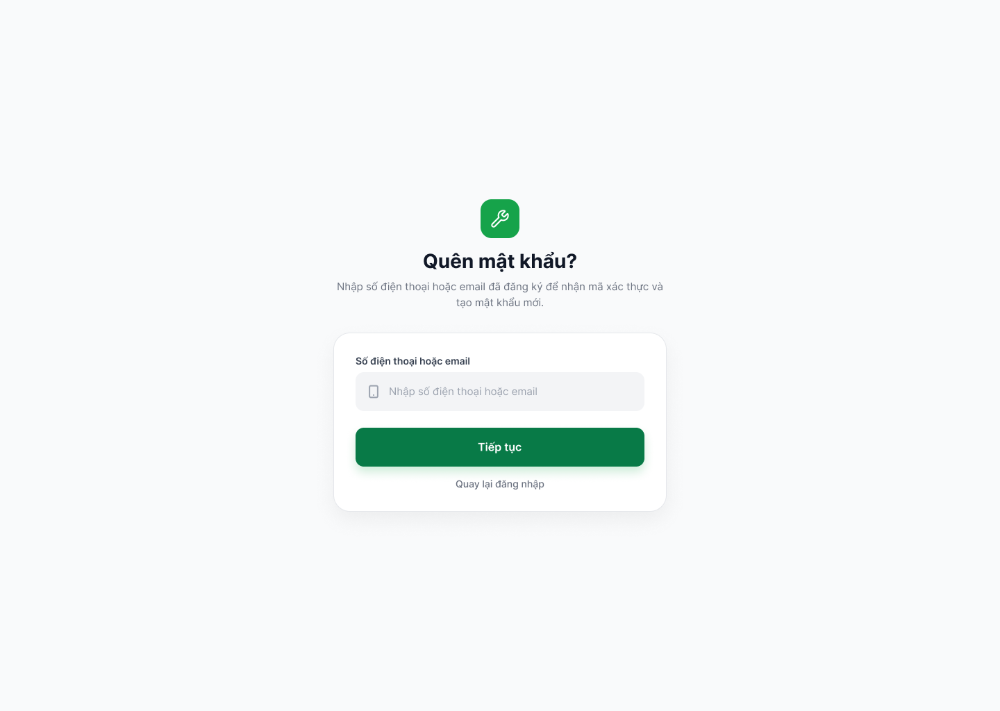 Quên mật khẩu?
Nhập số điện thoại hoặc email đã đăng ký để nhận mã xác thực và
tạo mật khẩu mới.
Số điện thoại hoặc email
Nhập số điện thoại hoặc email
Tiếp tục
Quay lại đăng nhập